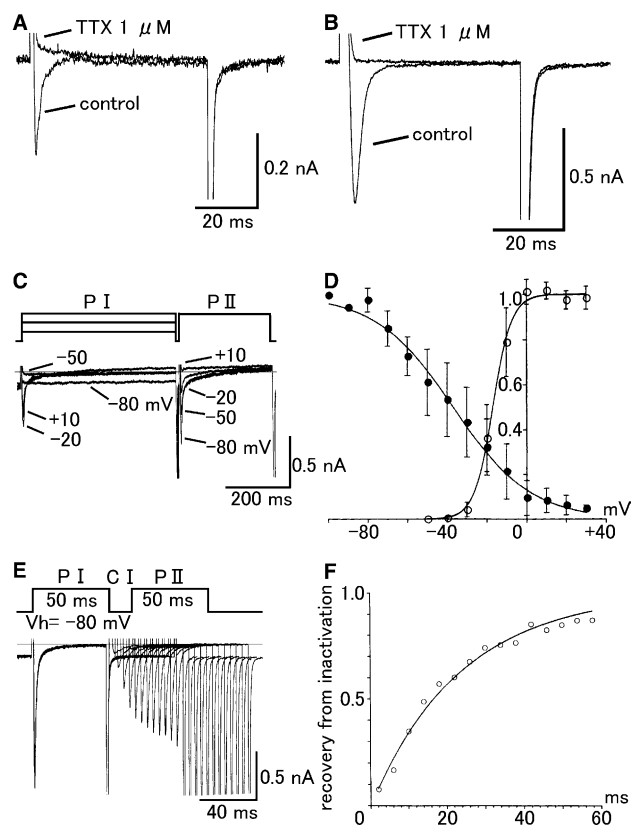 A
TTX 1 μM
control
0.2 nA
20 ms
B
TTX 1 μM
control
0.5 nA
20 ms
C
P I
P II
-50
+10
-20
-50
-80 mV
+10
-20
-80 mV
0.5 nA
200 ms
D
1.0
0.6
0.4
mV
-80
-40
0
+40
E
P I C I P II
50 ms
50 ms
Vh= -80 mV
0.5 nA
40 ms
F
recovery from inactivation
1.0
0.5
0
20
40
60
ms